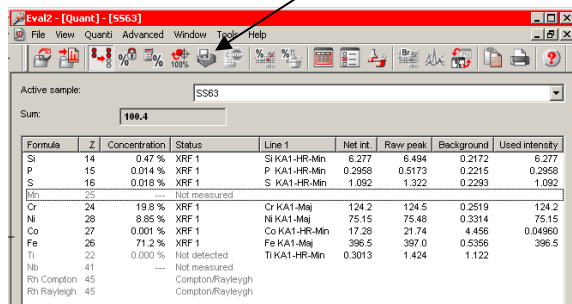 Eval2 - [Quant] - [SS63]
File View Quanti Advanced Window Tools Help
Active sample: SS63
Sum: 100.4
Formula Z Concentration Status Line 1 Net int. Raw peak Background Used intensity
Si 14 0.47 % XRF 1 Si KA1-HR-Min 6.277 6.494 0.2172 6.277
P 15 0.014 % XRF 1 P KA1-HR-Min 0.2958 0.5173 0.2215 0.2958
S 16 0.018 % XRF 1 S KA1-HR-Min 1.092 1.322 0.2293 1.092
Mn 25 --- Not measured
Cr 24 19.8 % XRF 1 Cr KA1-Maj 124.2 124.5 0.2519 124.2
Ni 28 8.85 % XRF 1 Ni KA1-Maj 75.15 75.48 0.3314 75.15
Co 27 0.001 % XRF 1 Co KA1-HR-Min 17.28 21.74 4.456 0.04960
Fe 26 71.2 % XRF 1 Fe KA1-Maj 396.5 397.0 0.5356 396.5
Ti 22 0.000 % Not detected Ti KA1-HR-Min 0.3013 1.424 1.122
Nb 41 --- Not measured
Rh Compton 45 Compton/Rayleygh
Rh Rayleigh 45 Compton/Rayleygh